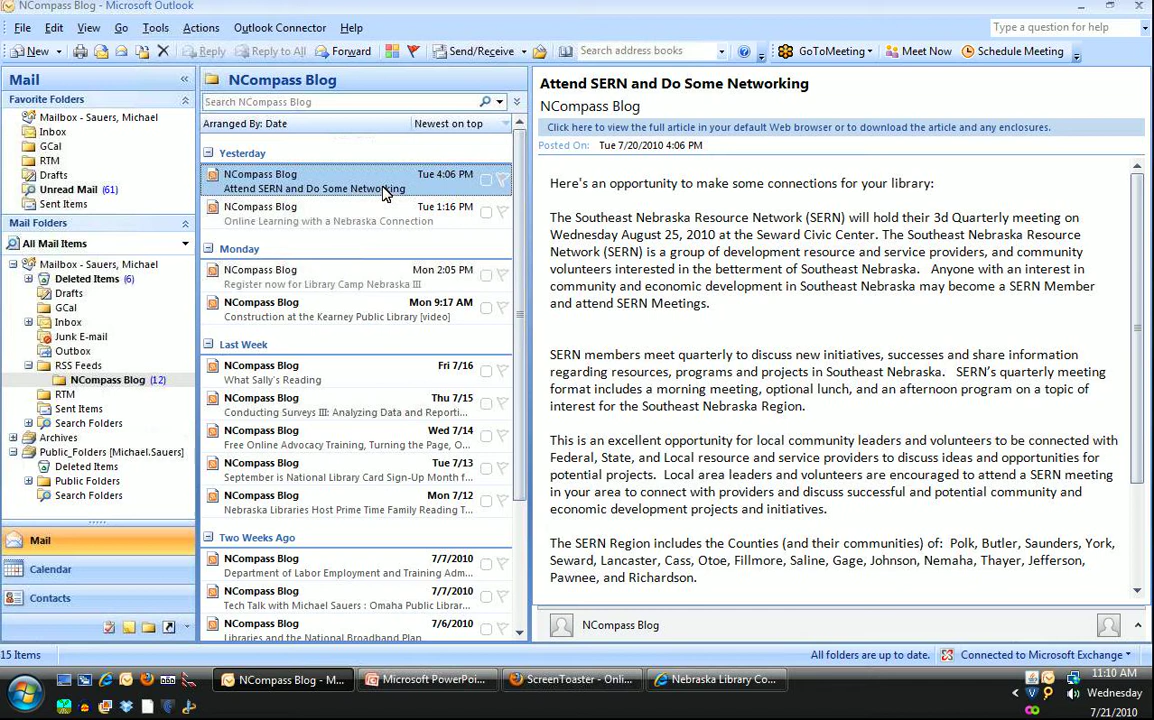 NCompass Blog - Microsoft Outlook
File Edit View Go Tools Actions Outlook Connector Help
Type a question for help
New Reply Reply to All Forward Send/Receive Search address books GoToMeeting Meet Now Schedule Meeting
Mail
Favorite Folders
Mailbox - Sauers, Michael
Inbox
GCal
RTM
Drafts
Unread Mail (61)
Sent Items
Mail Folders
All Mail Items
Mailbox - Sauers, Michael
Deleted Items (6)
Drafts
GCal
Inbox
Junk E-mail
Outbox
RSS Feeds
NCompass Blog (12)
RTM
Sent Items
Search Folders
Archives
Public_Folders [Michael.Sauers]
Deleted Items
Public Folders
Search Folders
Mail
Calendar
Contacts
NCompass Blog
Search NCompass Blog
Arranged By: Date Newest on top
Yesterday
NCompass Blog Tue 4:06 PM
Attend SERN and Do Some Networking
NCompass Blog Tue 1:16 PM
Online Learning with a Nebraska Connection
Monday
NCompass Blog Mon 2:05 PM
Register now for Library Camp Nebraska III
NCompass Blog Mon 9:17 AM
Construction at the Kearney Public Library [video]
Last Week
NCompass Blog Fri 7/16
What Sally's Reading
NCompass Blog Thu 7/15
Conducting Surveys III: Analyzing Data and Reporti...
NCompass Blog Wed 7/14
Free Online Advocacy Training, Turning the Page, O...
NCompass Blog Tue 7/13
September is National Library Card Sign-Up Month f...
NCompass Blog Mon 7/12
Nebraska Libraries Host Prime Time Family Reading T...
Two Weeks Ago
NCompass Blog 7/7/2010
Department of Labor Employment and Training Adm...
NCompass Blog 7/7/2010
Tech Talk with Michael Sauers : Omaha Public Librar...
NCompass Blog 7/6/2010
Libraries and the National Broadband Plan
Attend SERN and Do Some Networking
NCompass Blog
Click here to view the full article in your default Web browser or to download the article and any enclosures.
Posted On: Tue 7/20/2010 4:06 PM
Here's an opportunity to make some connections for your library:
The Southeast Nebraska Resource Network (SERN) will hold their 3d Quarterly meeting on
Wednesday August 25, 2010 at the Seward Civic Center. The Southeast Nebraska Resource
Network (SERN) is a group of development resource and service providers, and community
volunteers interested in the betterment of Southeast Nebraska. Anyone with an interest in
community and economic development in Southeast Nebraska may become a SERN Member
and attend SERN Meetings.
SERN members meet quarterly to discuss new initiatives, successes and share information
regarding resources, programs and projects in Southeast Nebraska. SERN's quarterly meeting
format includes a morning meeting, optional lunch, and an afternoon program on a topic of
interest for the Southeast Nebraska Region.
This is an excellent opportunity for local community leaders and volunteers to be connected with
Federal, State, and Local resource and service providers to discuss ideas and opportunities for
potential projects. Local area leaders and volunteers are encouraged to attend a SERN meeting
in your area to connect with providers and discuss successful and potential community and
economic development projects and initiatives.
The SERN Region includes the Counties (and their communities) of: Polk, Butler, Saunders, York,
Seward, Lancaster, Cass, Otoe, Fillmore, Saline, Gage, Johnson, Nemaha, Thayer, Jefferson,
Pawnee, and Richardson.
NCompass Blog
15 Items All folders are up to date. Connected to Microsoft Exchange
NCompass Blog - M... Microsoft PowerPoi... ScreenToaster - Onli... Nebraska Library Co...
11:10 AM
Wednesday
7/21/2010